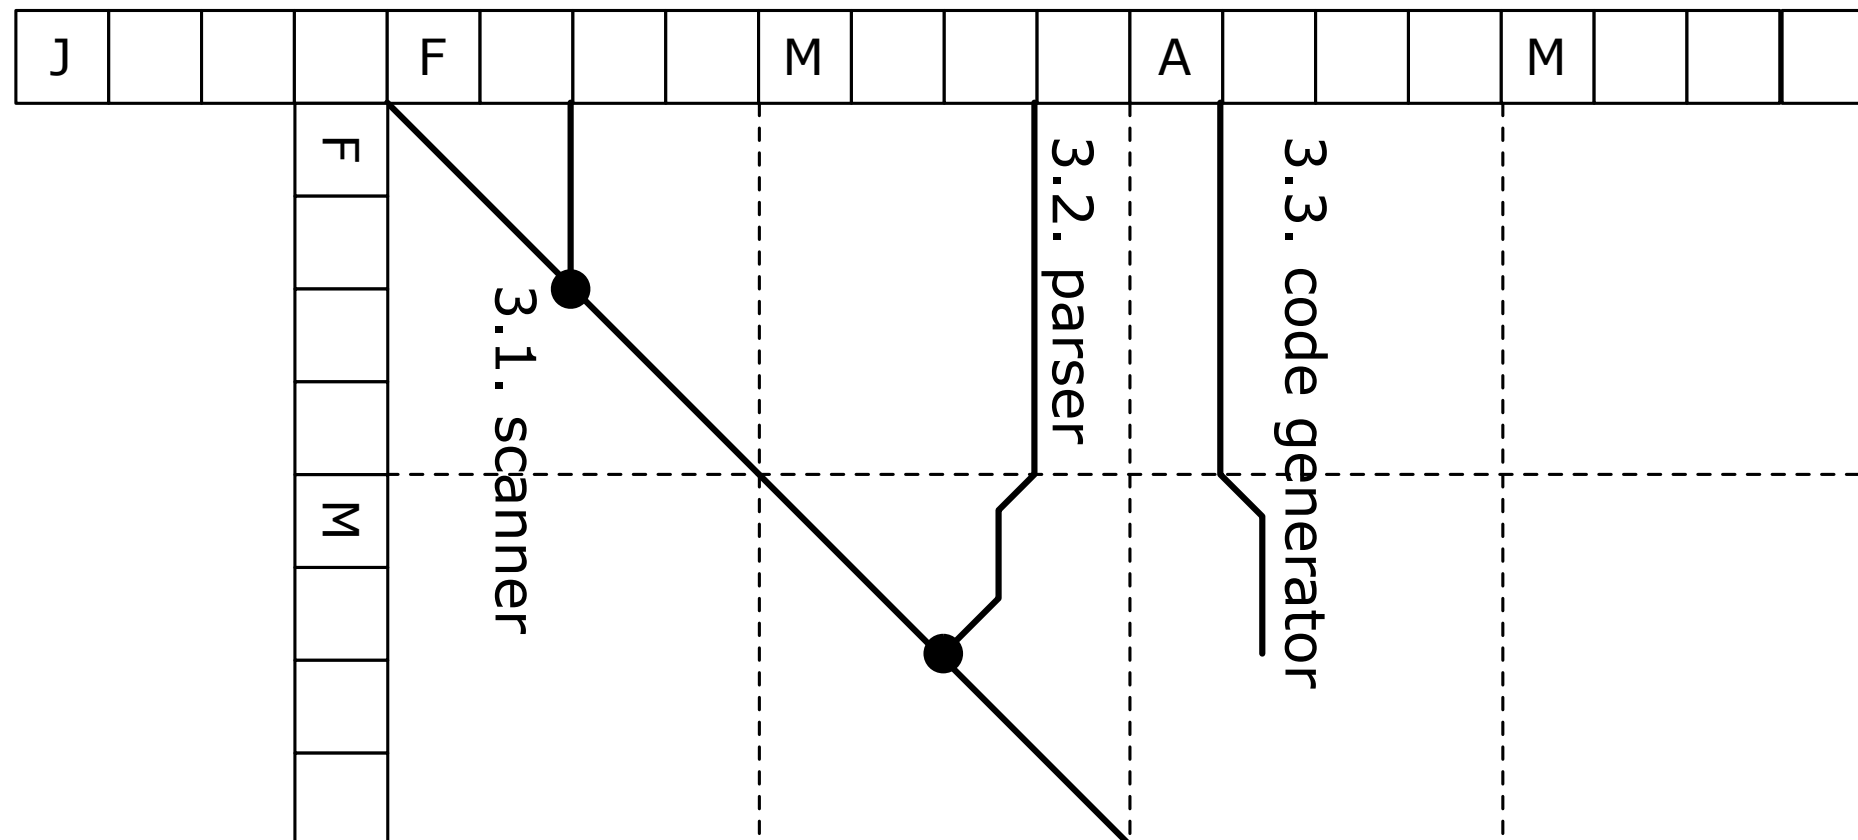 J F M A M
F
M
3.1. scanner
3.2. parser
3.3. code generator